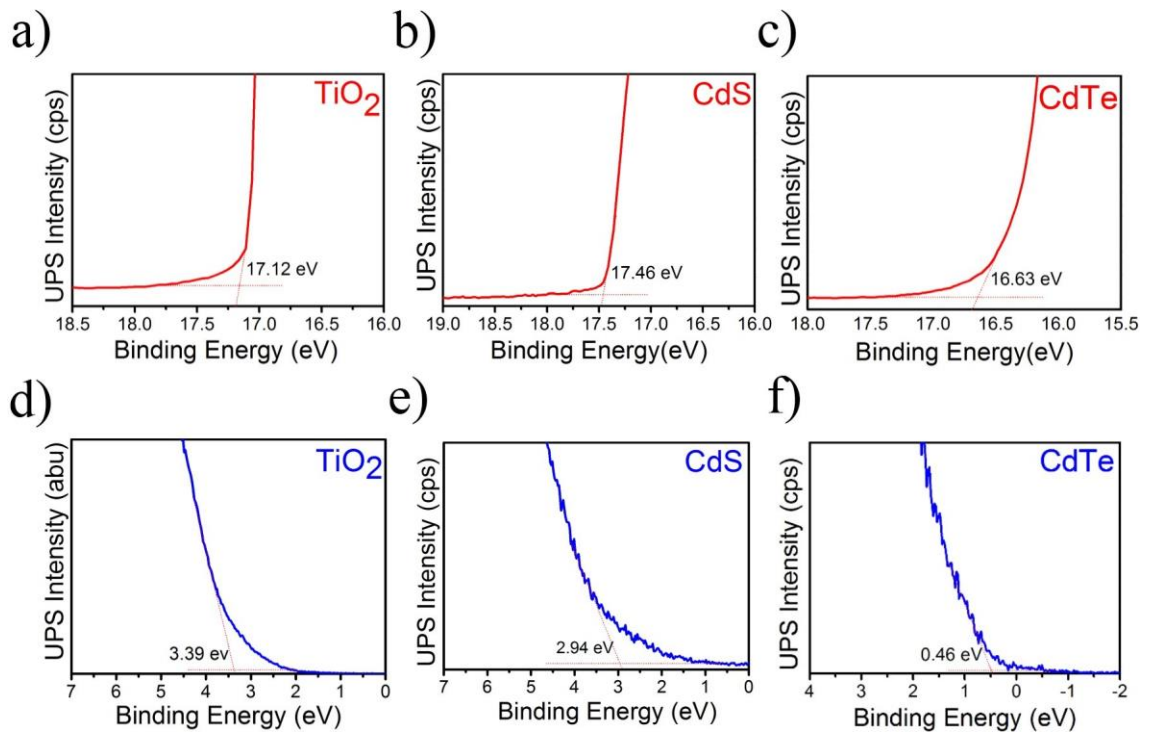 a)
TiO2
UPS Intensity (cps)
17.12 eV
18.5 18.0 17.5 17.0 16.5 16.0
Binding Energy (eV)
b)
CdS
UPS Intensity (cps)
17.46 eV
19.0 18.5 18.0 17.5 17.0 16.5 16.0
Binding Energy(eV)
c)
CdTe
UPS Intensity (cps)
16.63 eV
18.0 17.5 17.0 16.5 16.0 15.5
Binding Energy(eV)
d)
TiO2
UPS Intensity (abu)
3.39 eV
7 6 5 4 3 2 1 0
Binding Energy (eV)
e)
CdS
UPS Intensity (cps)
2.94 eV
7 6 5 4 3 2 1 0
Binding Energy (eV)
f)
CdTe
UPS Intensity (cps)
0.46 eV
4 3 2 1 0 -1 -2
Binding Energy (eV)